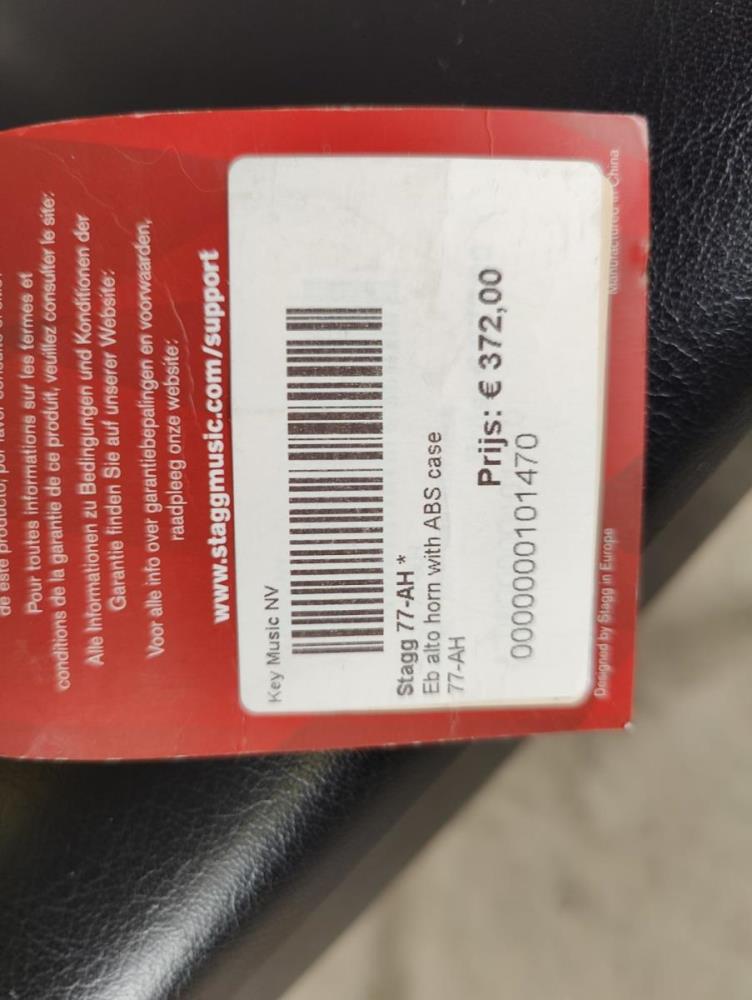 Pour toutes informations sur les termes et
conditions de la garantie de ce produit, veuillez consulter le site:
Alle Informationen zu Bedingungen und Konditionen der
Garantie finden Sie auf unserer Website:
Voor alle info over garantiebepalingen en voorwaarden,
raadpleeg onze website:
www.staggmusic.com/support
Key Music NV
Stagg 77-AH *
Eb alto horn with ABS case
77-AH
Prijs: € 372,00
0000000101470
Designed by Stagg in Europe
Manufactured in China